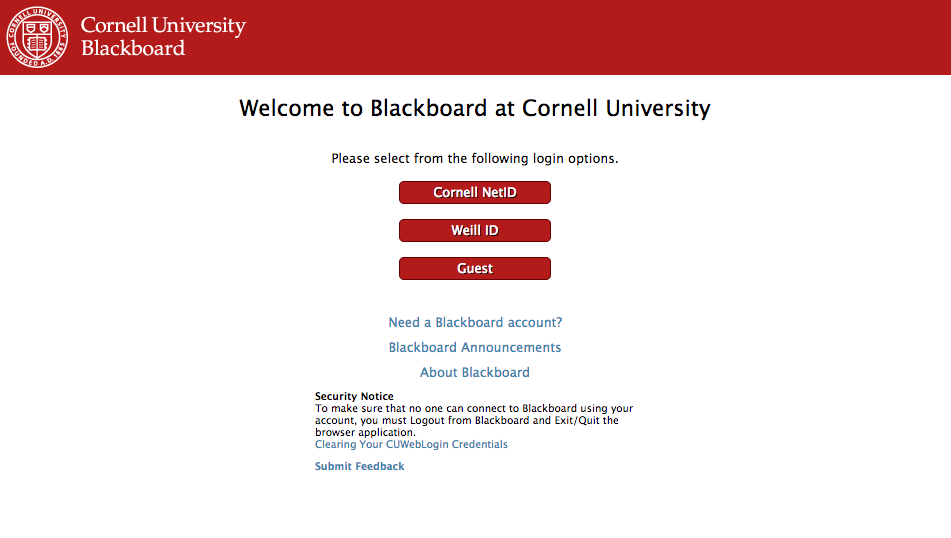 CORNELL UNIVERSITY
FOUNDED A.D. 1865
Cornell University
Blackboard
Welcome to Blackboard at Cornell University
Please select from the following login options.
Cornell NetID
Weill ID
Guest
Need a Blackboard account?
Blackboard Announcements
About Blackboard
Security Notice
To make sure that no one can connect to Blackboard using your
account, you must Logout from Blackboard and Exit/Quit the
browser application.
Clearing Your CUWebLogin Credentials
Submit Feedback